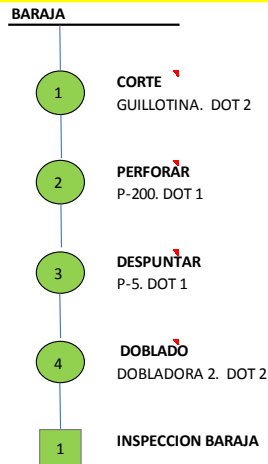 BARAJA
1
CORTE
GUILLOTINA. DOT 2
2
PERFORAR
P-200. DOT 1
3
DESPUNTAR
P-5. DOT 1
4
DOBLADO
DOBLADORA 2. DOT 2
1
INSPECCION BARAJA